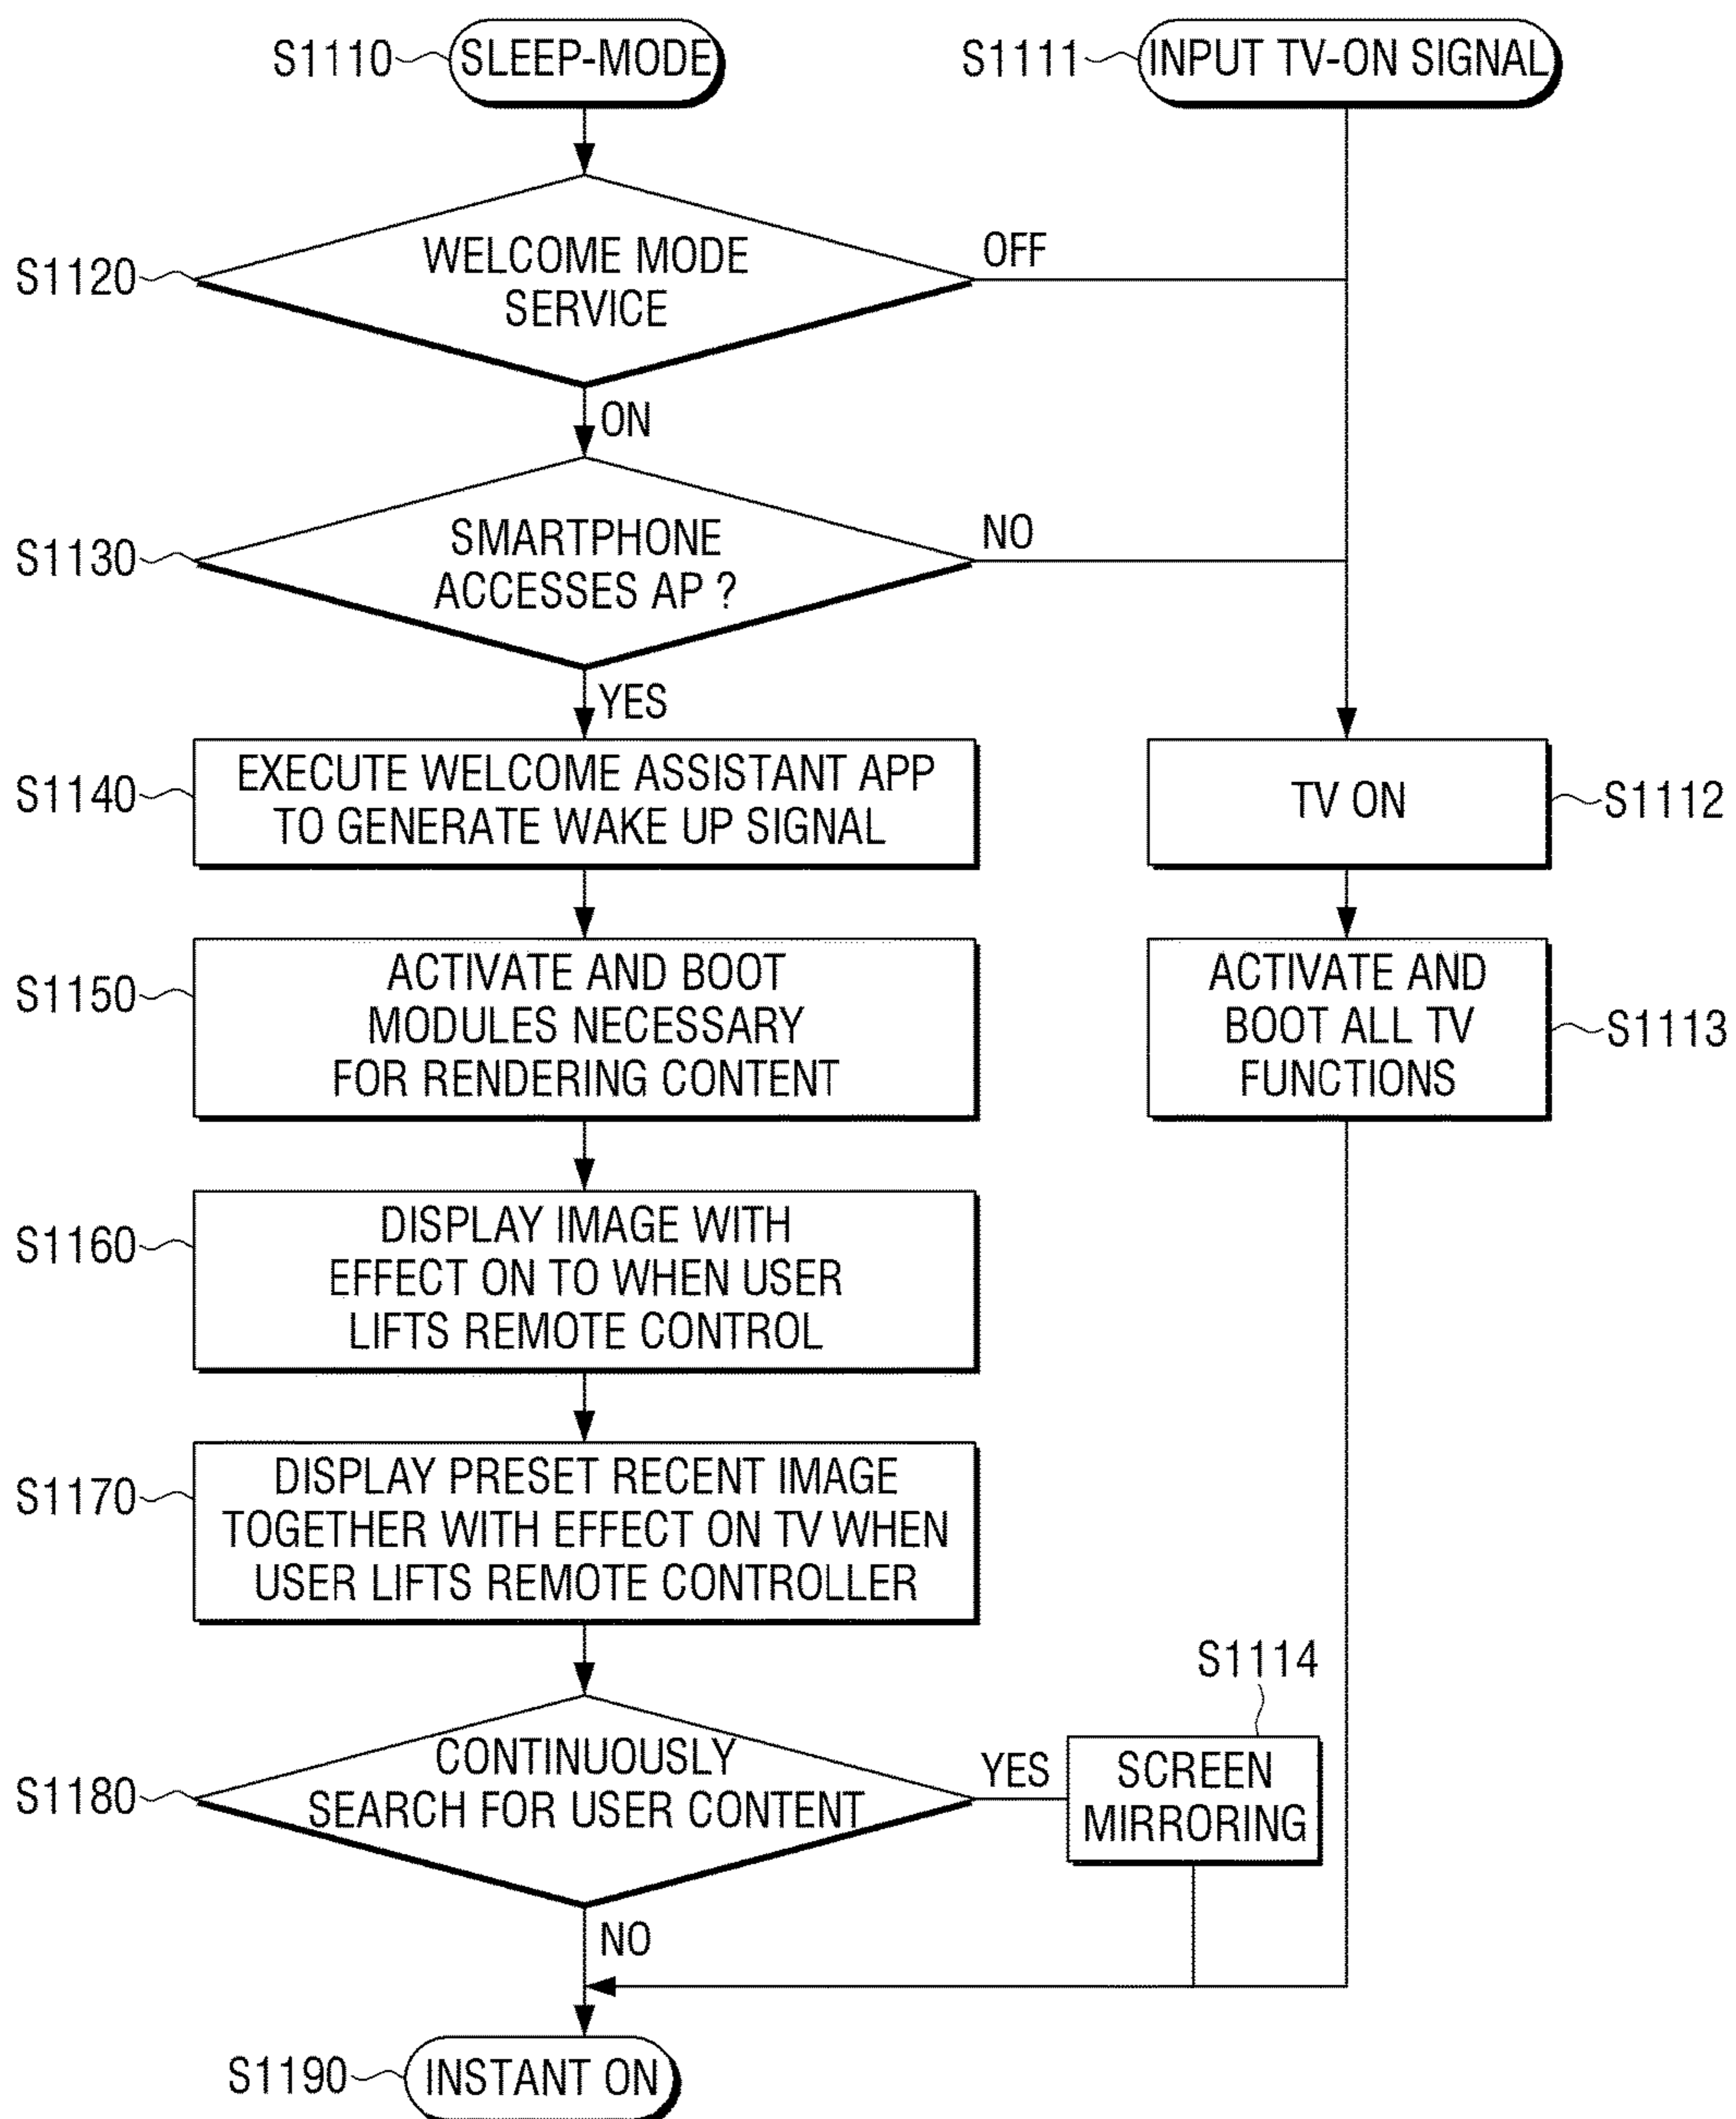 S1110
SLEEP-MODE
S1111
INPUT TV-ON SIGNAL
S1120
WELCOME MODE
SERVICE
OFF
ON
S1130
SMARTPHONE
ACCESSES AP ?
NO
YES
S1140
EXECUTE WELCOME ASSISTANT APP
TO GENERATE WAKE UP SIGNAL
TV ON
S1112
S1150
ACTIVATE AND BOOT
MODULES NECESSARY
FOR RENDERING CONTENT
ACTIVATE AND
BOOT ALL TV
FUNCTIONS
S1113
S1160
DISPLAY IMAGE WITH
EFFECT ON TO WHEN USER
LIFTS REMOTE CONTROL
S1170
DISPLAY PRESET RECENT IMAGE
TOGETHER WITH EFFECT ON TV WHEN
USER LIFTS REMOTE CONTROLLER
S1114
S1180
CONTINUOUSLY
SEARCH FOR USER CONTENT
YES
SCREEN
MIRRORING
NO
S1190
INSTANT ON